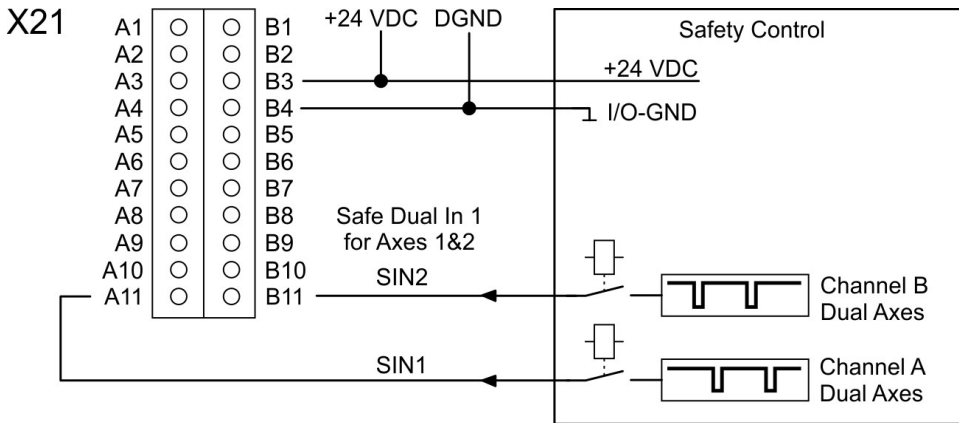 X21
+24 VDC DGND
Safety Control
A1 B1
A2 B2
A3 B3
+24 VDC
A4 B4
I/O-GND
A5 B5
A6 B6
A7 B7
A8 B8
A9 B9
A10 B10
A11 B11
Safe Dual In 1
for Axes 1&2
SIN2
Channel B
Dual Axes
SIN1
Channel A
Dual Axes